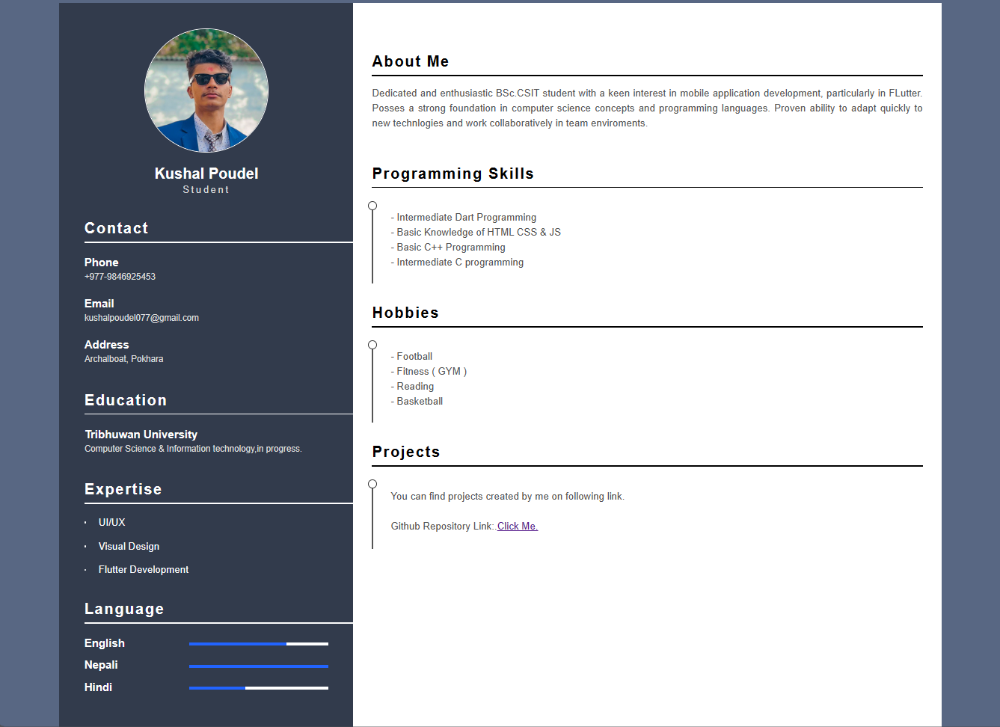 Kushal Poudel
Student
Contact
Phone
+977-9846925453
Email
kushalpoudel077@gmail.com
Address
Archalboat, Pokhara
Education
Tribhuwan University
Computer Science & Information technology,in progress.
Expertise
UI/UX
Visual Design
Flutter Development
Language
English
Nepali
Hindi
About Me
Dedicated and enthusiastic BSc.CSIT student with a keen interest in mobile application development, particularly in FLutter.
Posses a strong foundation in computer science concepts and programming languages. Proven ability to adapt quickly to
new technlogies and work collaboratively in team enviroments.
Programming Skills
- Intermediate Dart Programming
- Basic Knowledge of HTML CSS & JS
- Basic C++ Programming
- Intermediate C programming
Hobbies
- Football
- Fitness ( GYM )
- Reading
- Basketball
Projects
You can find projects created by me on following link.
Github Repository Link:.Click Me.